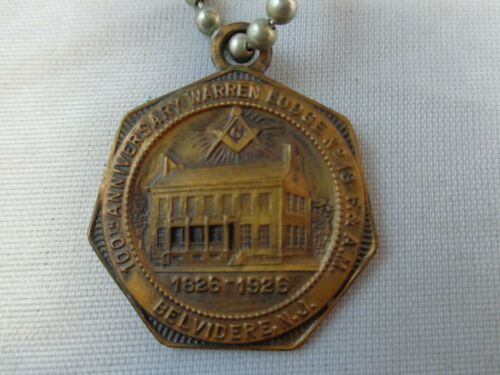 100TH ANNIVERSARY WARREN LODGE No. 13 F. & A.M.
G
1826-1926
BELVIDERE, N.J.